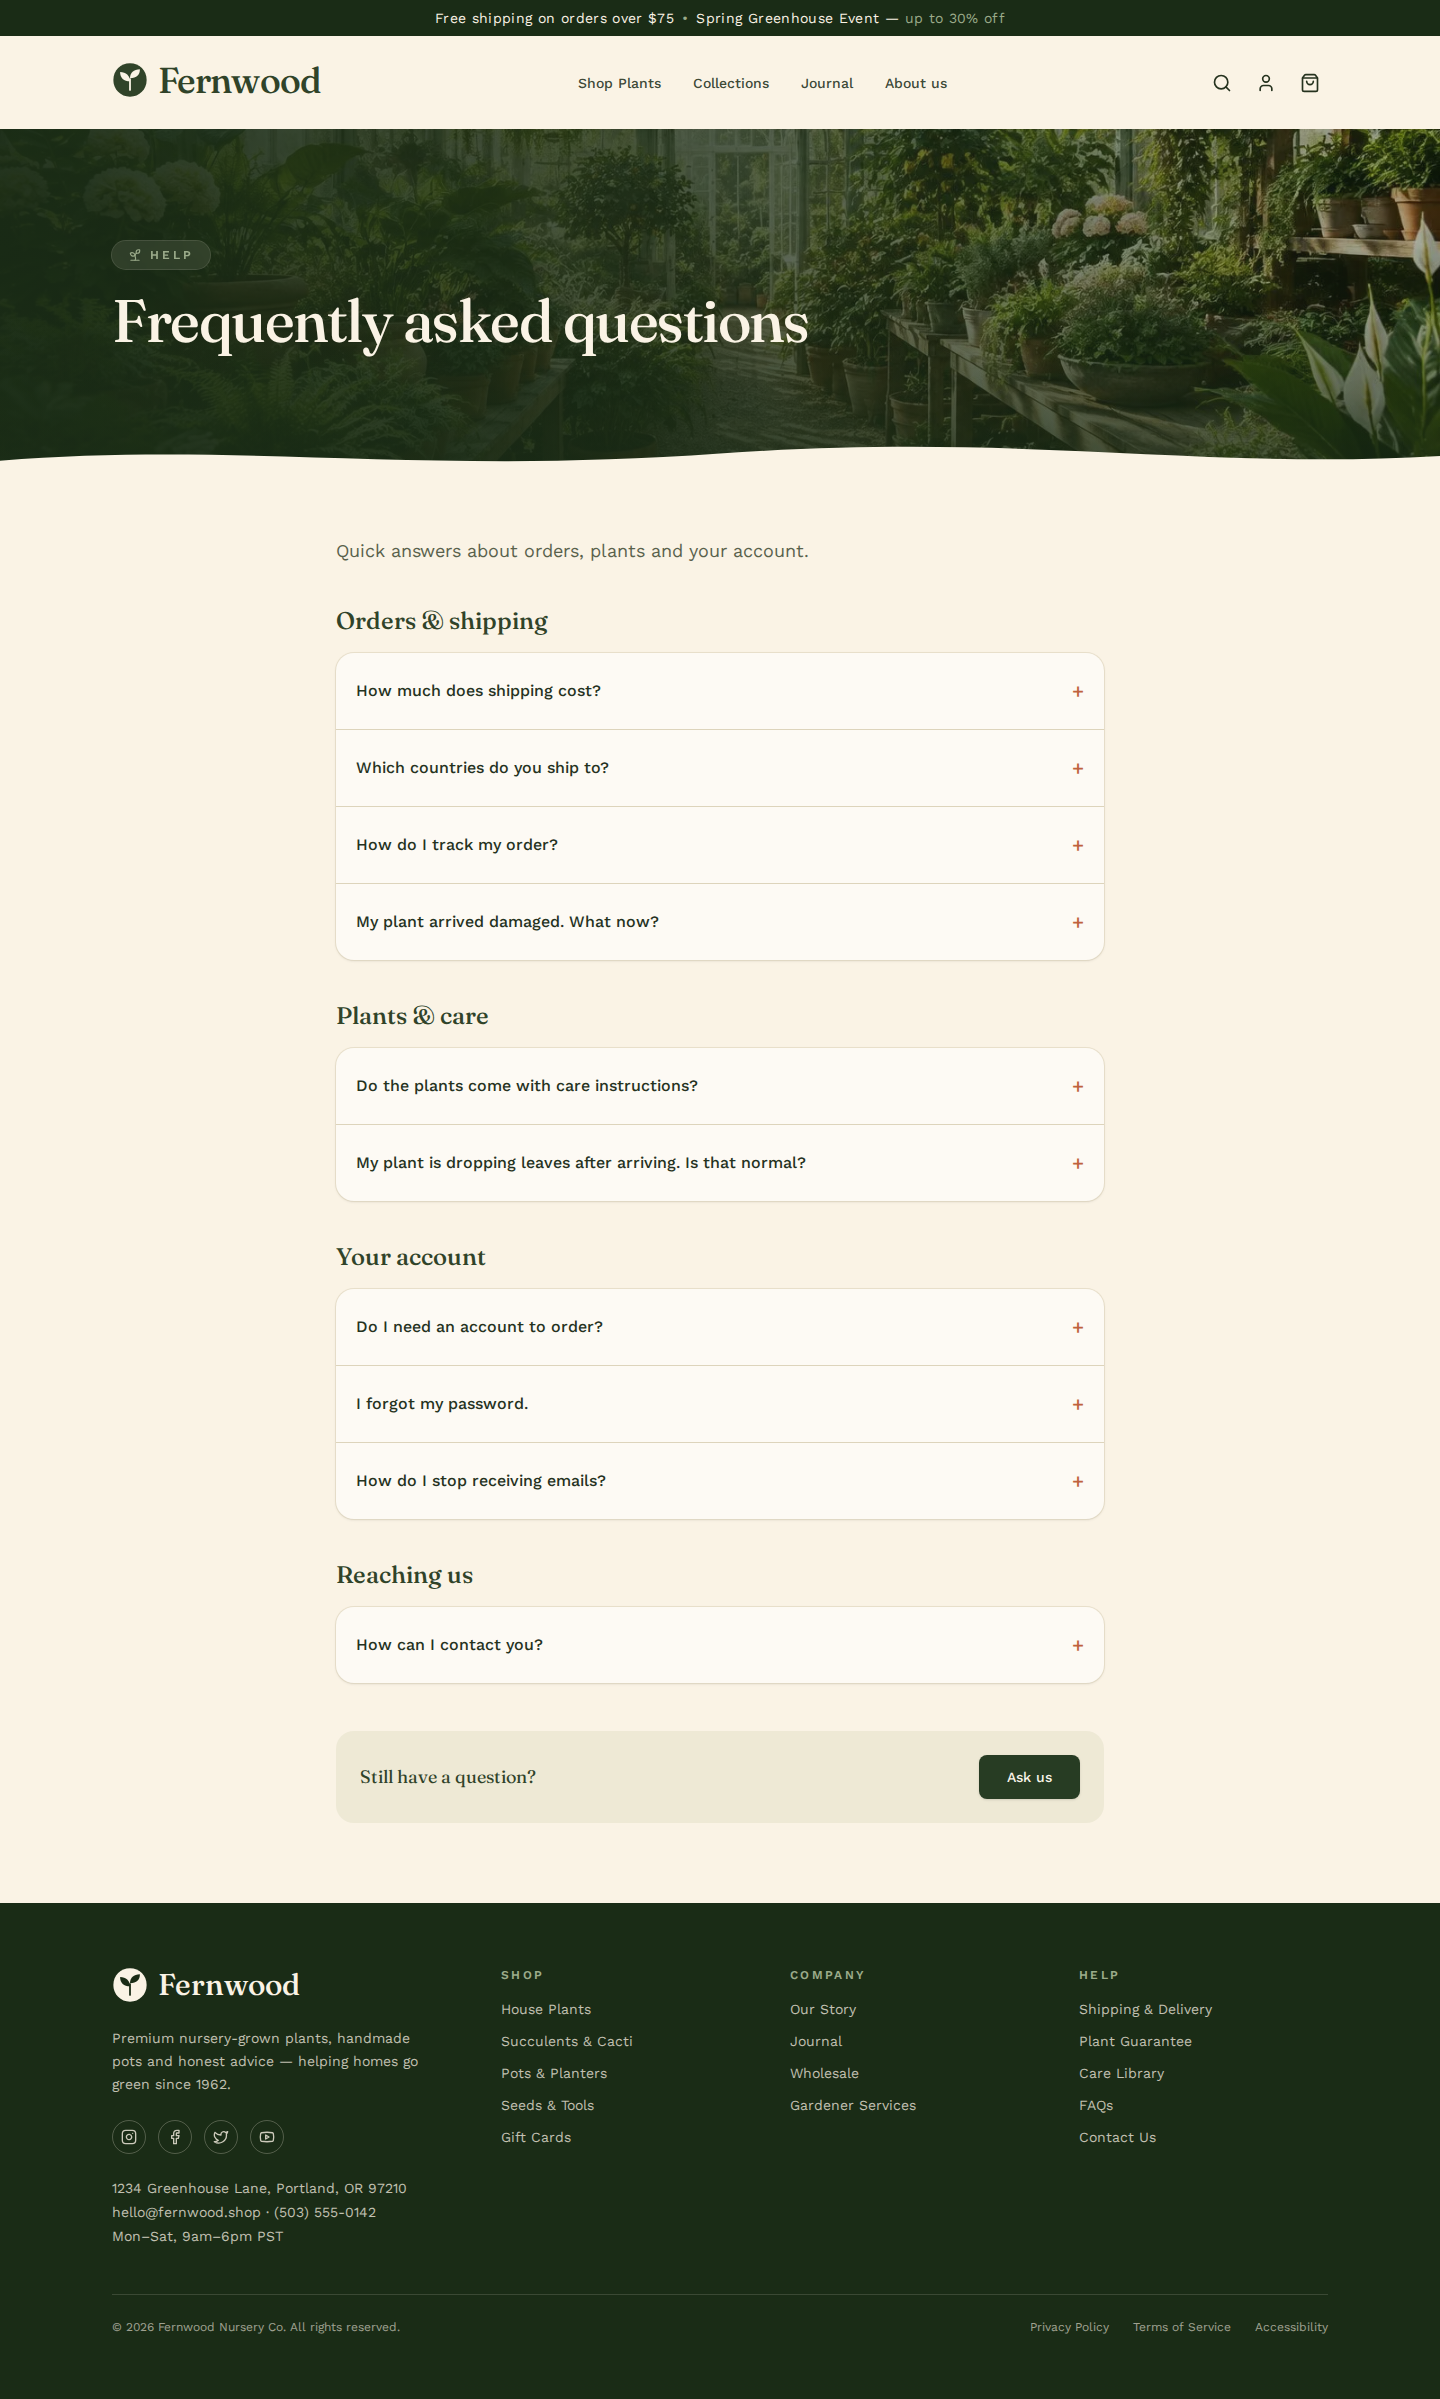 Free shipping on orders over $75 • Spring Greenhouse Event — up to 30% off
Fernwood
Shop Plants Collections Journal About us
HELP
Frequently asked questions
Quick answers about orders, plants and your account.
Orders & shipping
How much does shipping cost? +
Which countries do you ship to? +
How do I track my order? +
My plant arrived damaged. What now? +
Plants & care
Do the plants come with care instructions? +
My plant is dropping leaves after arriving. Is that normal? +
Your account
Do I need an account to order? +
I forgot my password. +
How do I stop receiving emails? +
Reaching us
How can I contact you? +
Still have a question?
Ask us
Fernwood
Premium nursery-grown plants, handmade
pots and honest advice — helping homes go
green since 1962.
1234 Greenhouse Lane, Portland, OR 97210
hello@fernwood.shop · (503) 555-0142
Mon–Sat, 9am–6pm PST
SHOP
House Plants
Succulents & Cacti
Pots & Planters
Seeds & Tools
Gift Cards
COMPANY
Our Story
Journal
Wholesale
Gardener Services
HELP
Shipping & Delivery
Plant Guarantee
Care Library
FAQs
Contact Us
© 2026 Fernwood Nursery Co. All rights reserved.
Privacy Policy Terms of Service Accessibility